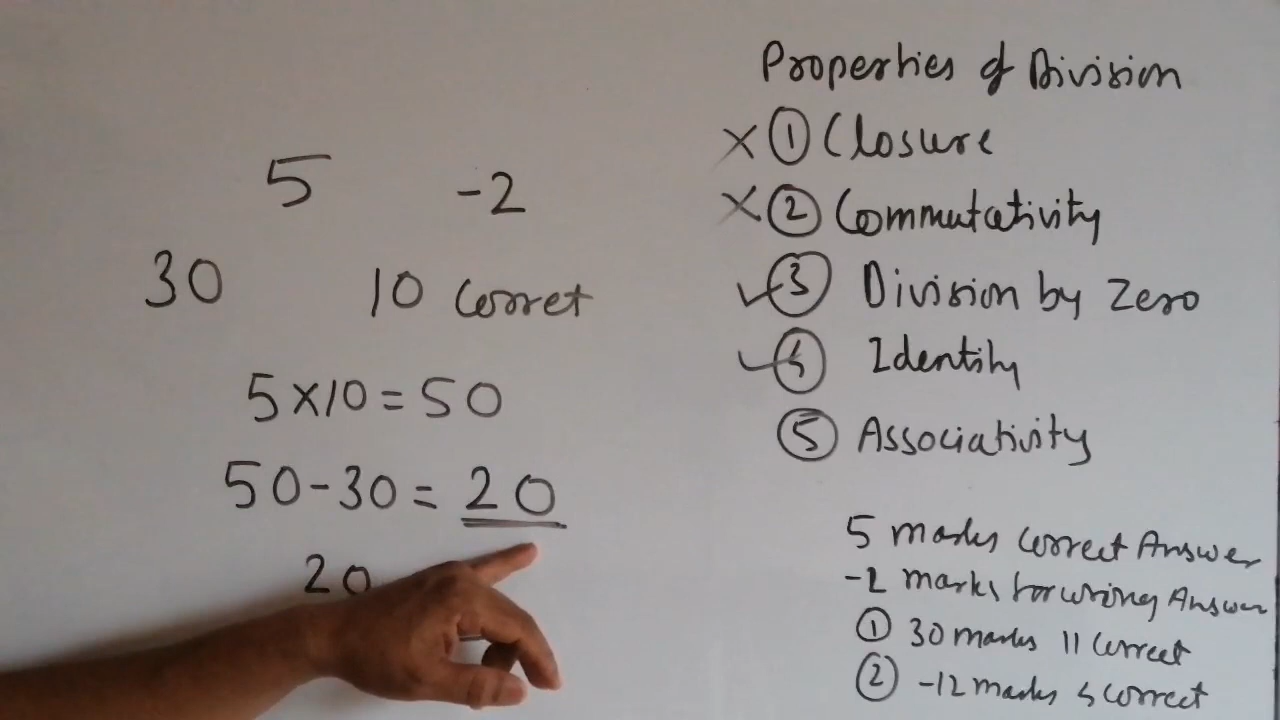 5 -2
30 10 Corret
5×10=50
50-30=20
20
Properties of Division
× ① Closure
× ② Commutativity
✓ ③ Division by Zero
✓ ④ Identity
⑤ Associativity
5 marks correct Answer
-2 marks for wrong Answer
① 30 marks 11 Correct
② -12 marks 4 correct